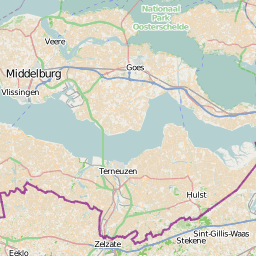 Nationaal
Park
Oosterschelde
Veere
Goes
Middelburg
Vlissingen
Terneuzen
Hulst
Sint-Gillis-Waas
Stekene
Zelzate
Eeklo